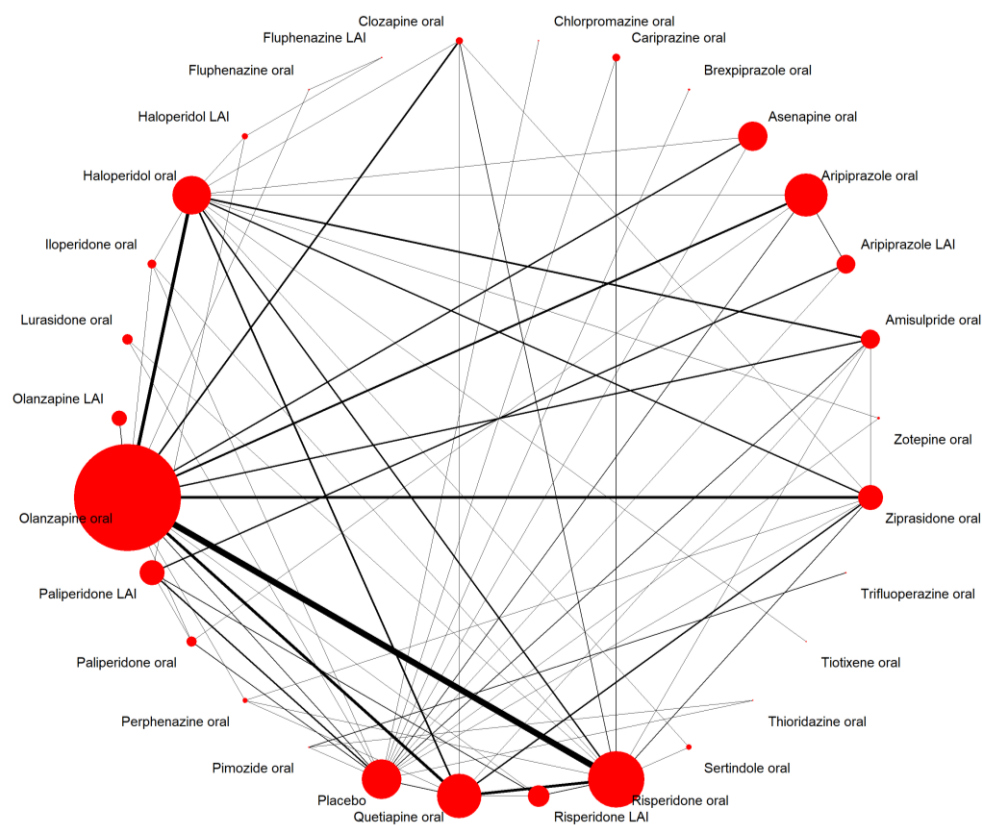 Clozapine oral
Chlorpromazine oral
Fluphenazine LAI
Cariprazine oral
Fluphenazine oral
Brexpiprazole oral
Haloperidol LAI
Asenapine oral
Haloperidol oral
Aripiprazole oral
Iloperidone oral
Aripiprazole LAI
Lurasidone oral
Amisulpride oral
Olanzapine LAI
Zotepine oral
Olanzapine oral
Ziprasidone oral
Paliperidone LAI
Trifluoperazine oral
Paliperidone oral
Tiotixene oral
Perphenazine oral
Thioridazine oral
Pimozide oral
Sertindole oral
Placebo
Risperidone oral
Quetiapine oral
Risperidone LAI